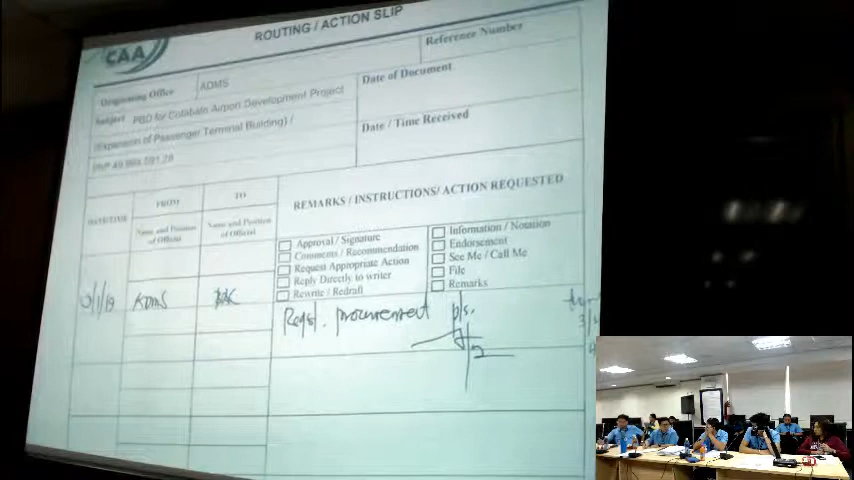 CAA
ROUTING / ACTION SLIP
Reference Number
Originating Office
ADMS
Date of Document
Subject
PBD for Cotabato Airport Development Project
(Expansion of Passenger Terminal Building) /
Date / Time Received
PHP 49,994,591.28
DATE/TIME
FROM
TO
REMARKS / INSTRUCTIONS/ ACTION REQUESTED
Name and Position of Official
Name and Position of Official
Approval / Signature
Comments / Recommendation
Request Appropriate Action
Reply Directly to writer
Rewrite / Redraft
Information / Notation
Endorsement
See Me / Call Me
File
Remarks
ADMS
procurement